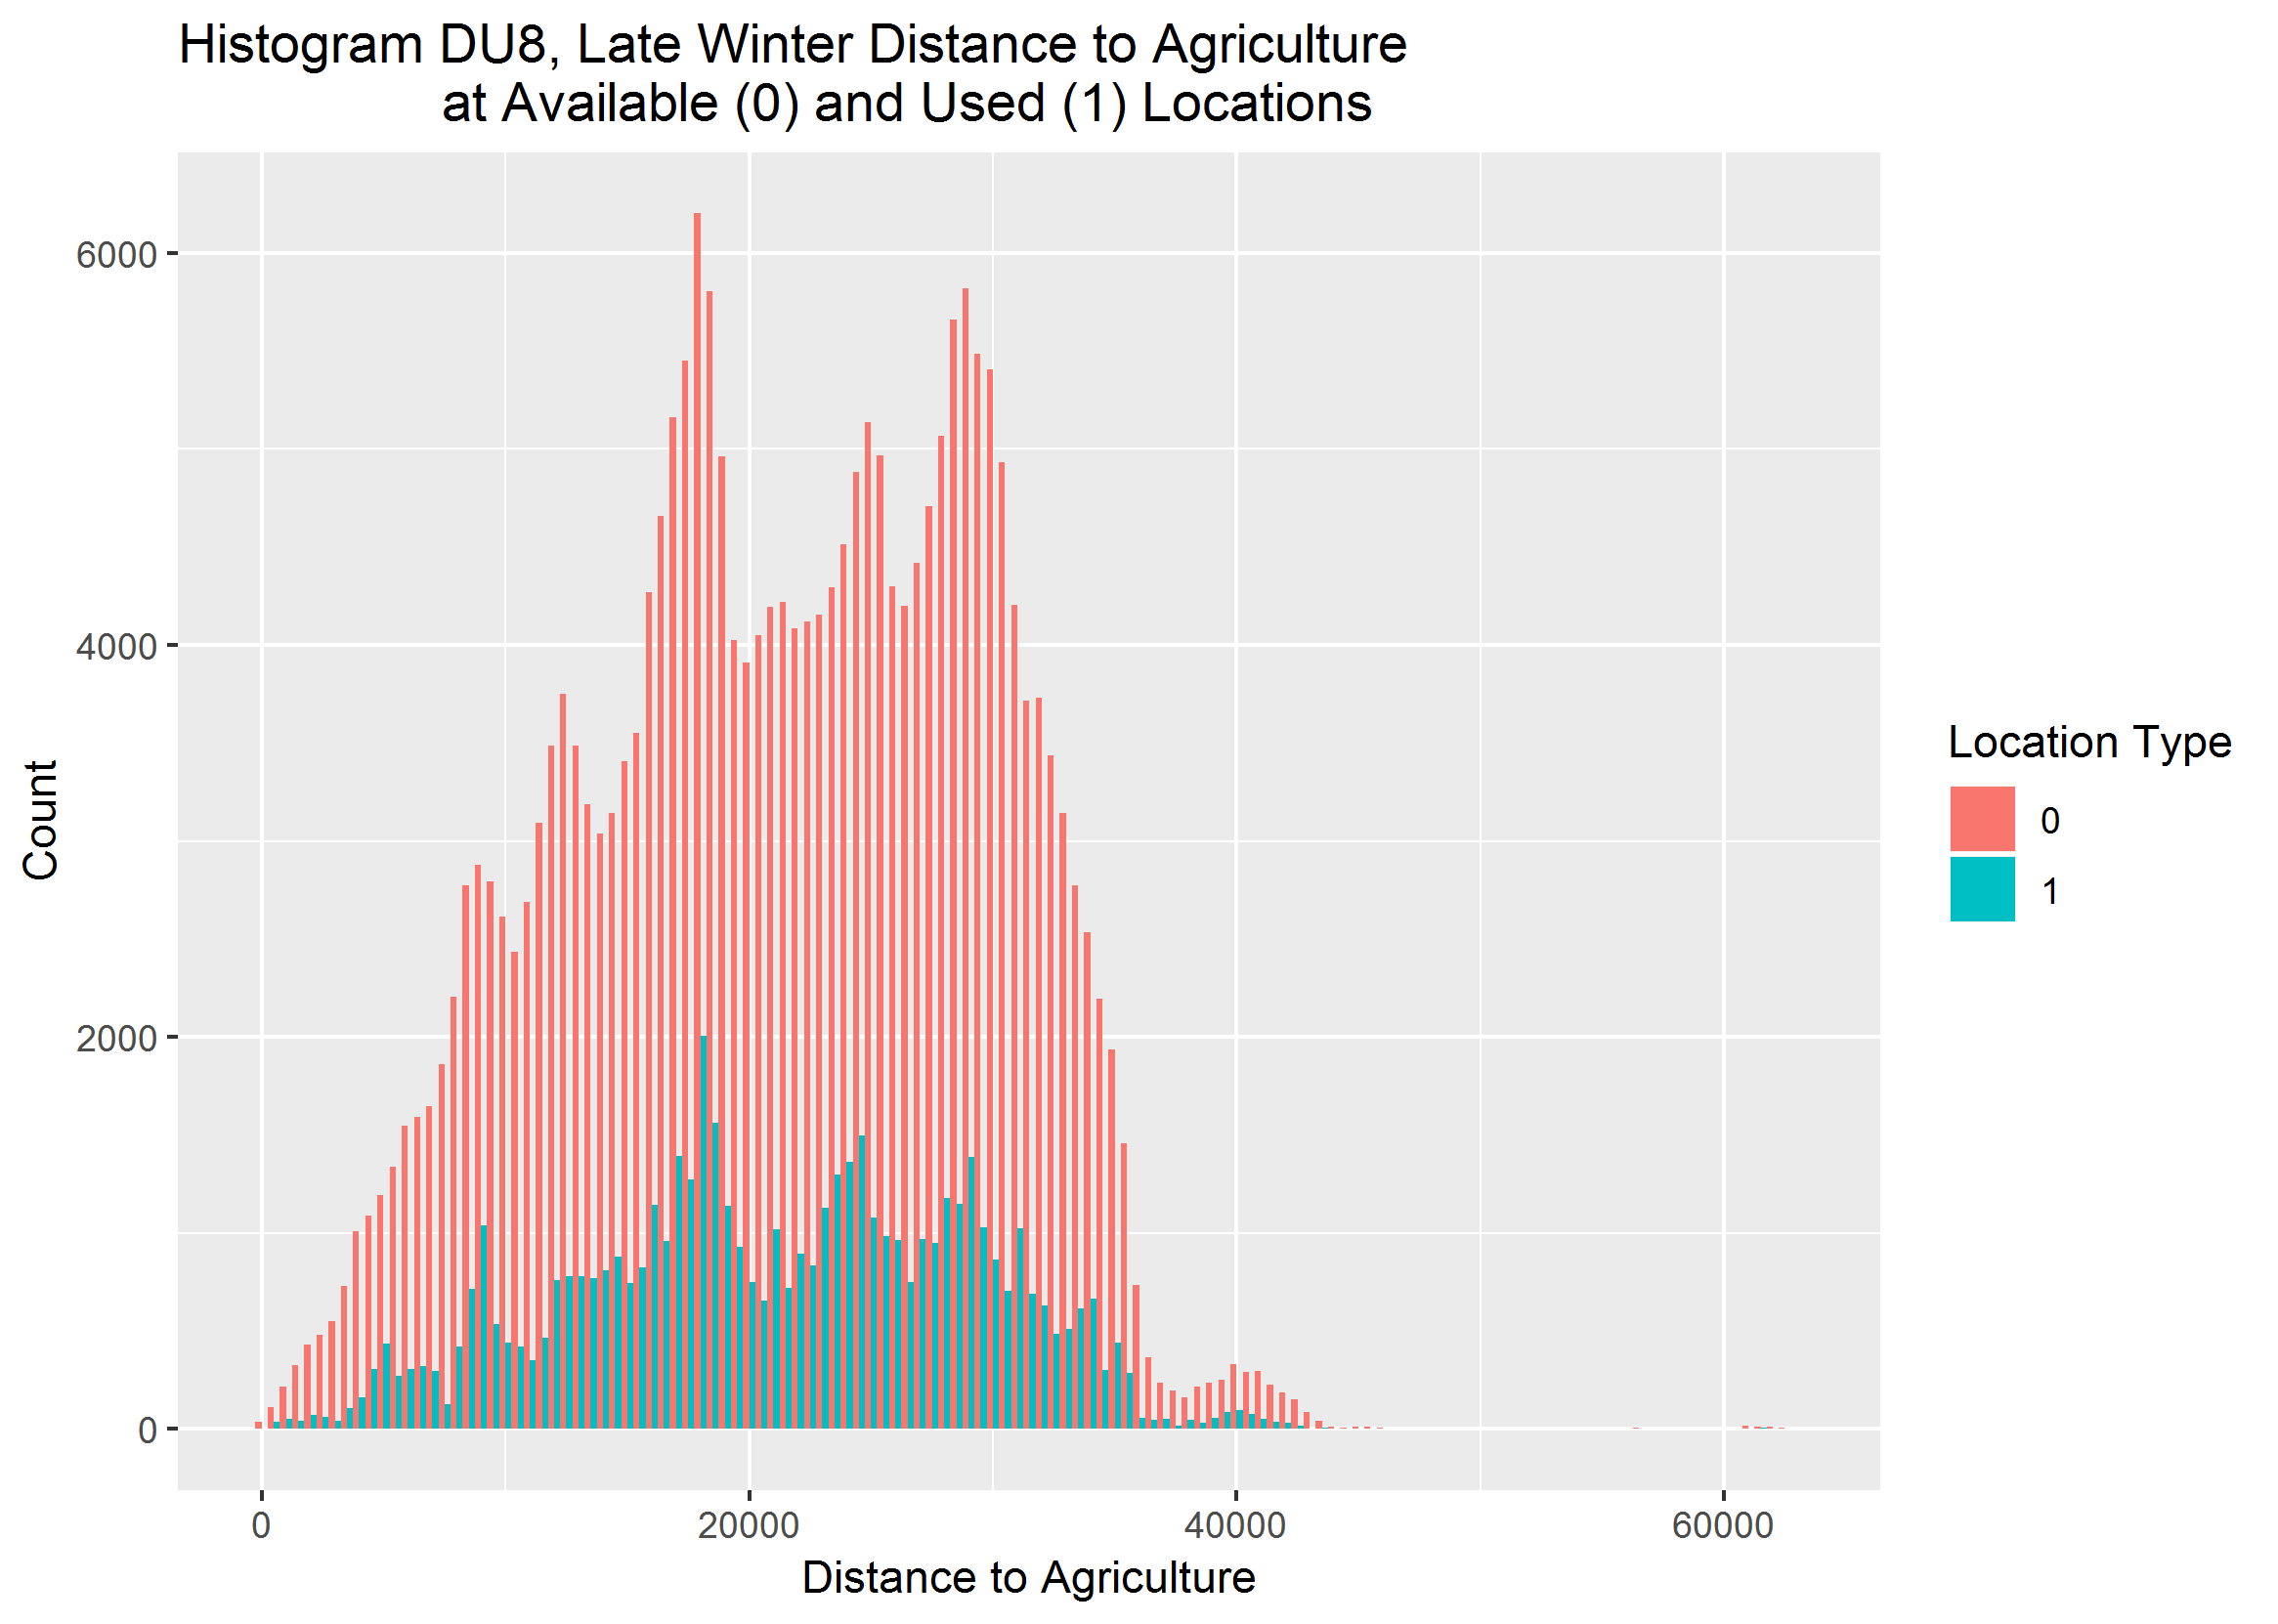 Histogram DU8, Late Winter Distance to Agriculture
at Available (0) and Used (1) Locations
6000
4000
2000
0
Count
0
20000
40000
60000
Distance to Agriculture
Location Type
0
1